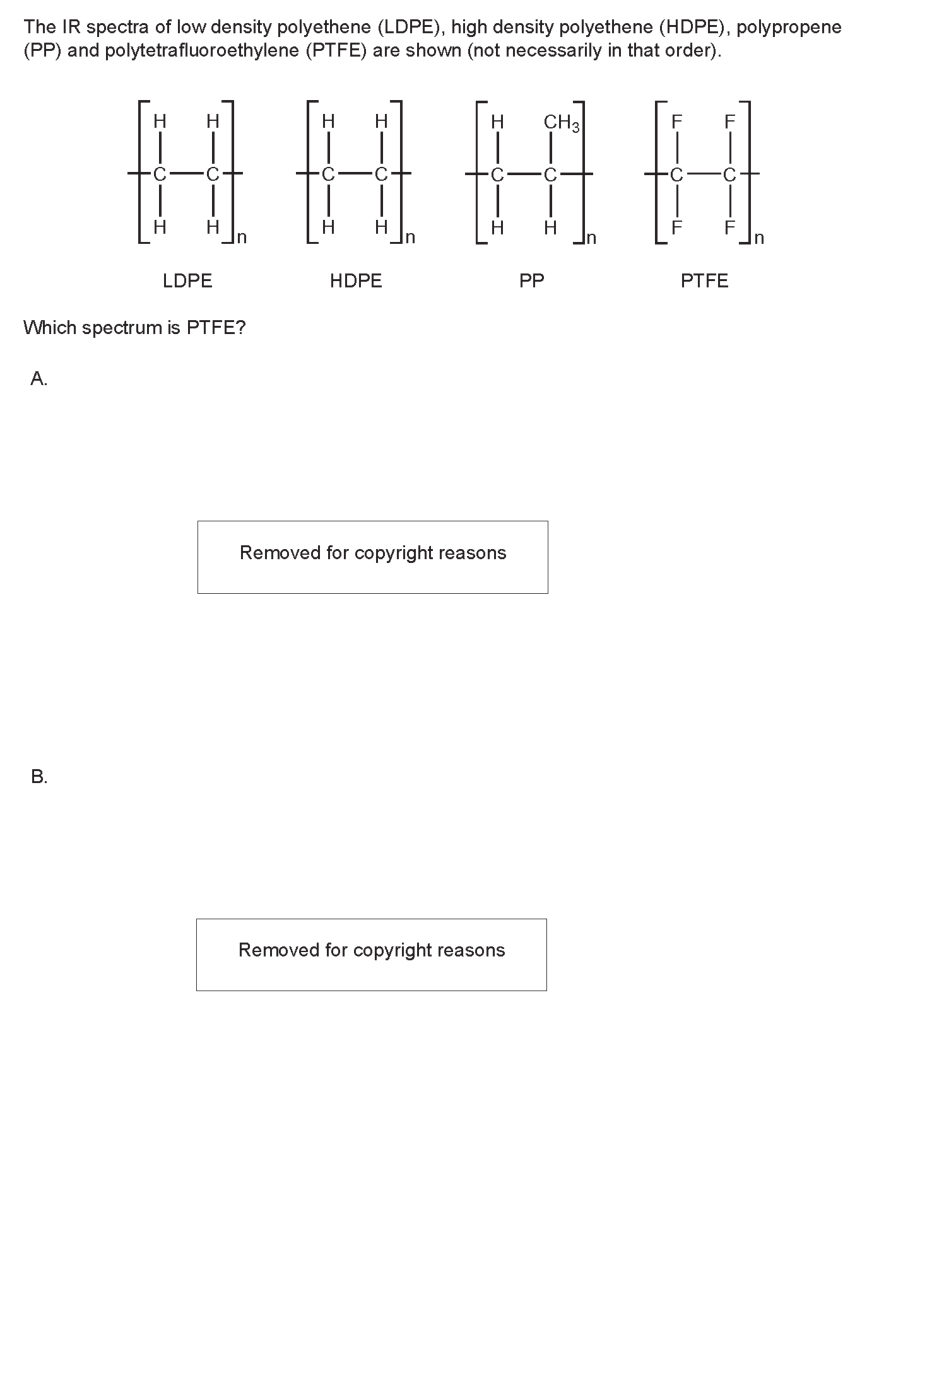 The IR spectra of low density polyethene (LDPE), high density polyethene (HDPE), polypropene
(PP) and polytetrafluoroethylene (PTFE) are shown (not necessarily in that order).
H H H H H CH3 F F
C C C C C C C C
H H n H H n H H n F F n
LDPE HDPE PP PTFE
Which spectrum is PTFE?
A.
Removed for copyright reasons
B.
Removed for copyright reasons